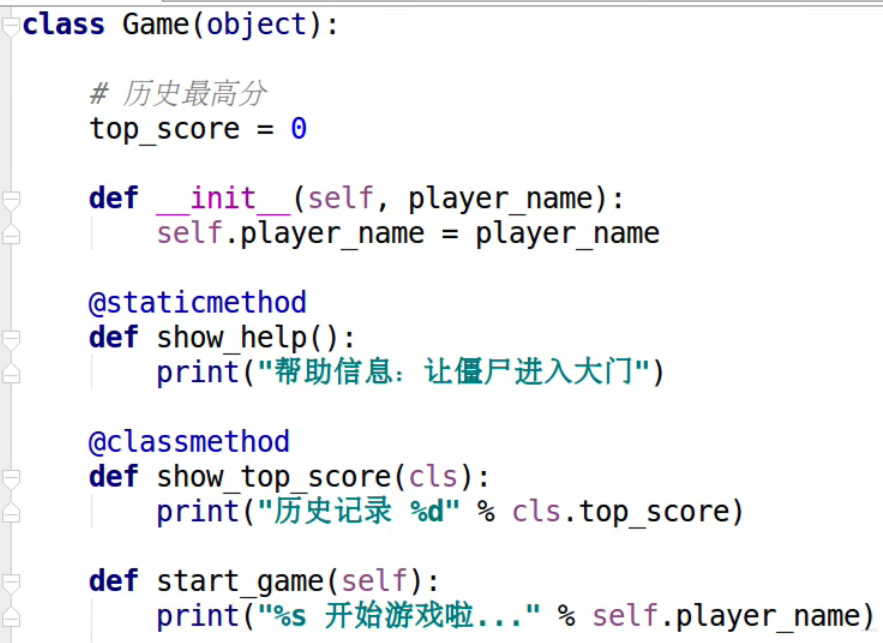 class Game(object):
# 历史最高分
top_score = 0
def __init__(self, player_name):
self.player_name = player_name
@staticmethod
def show_help():
print("帮助信息：让僵尸进入大门")
@classmethod
def show_top_score(cls):
print("历史记录 %d" % cls.top_score)
def start_game(self):
print("%s 开始游戏啦..." % self.player_name)